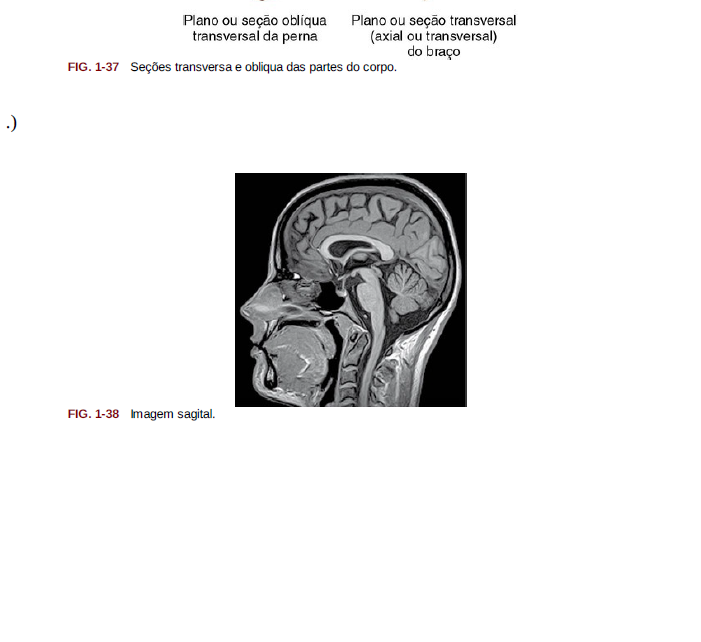 Plano ou seção oblíqua
transversal da perna
Plano ou seção transversal
(axial ou transversal)
do braço
FIG. 1-37 Seções transversa e obliqua das partes do corpo.
.)
FIG. 1-38 Imagem sagital.